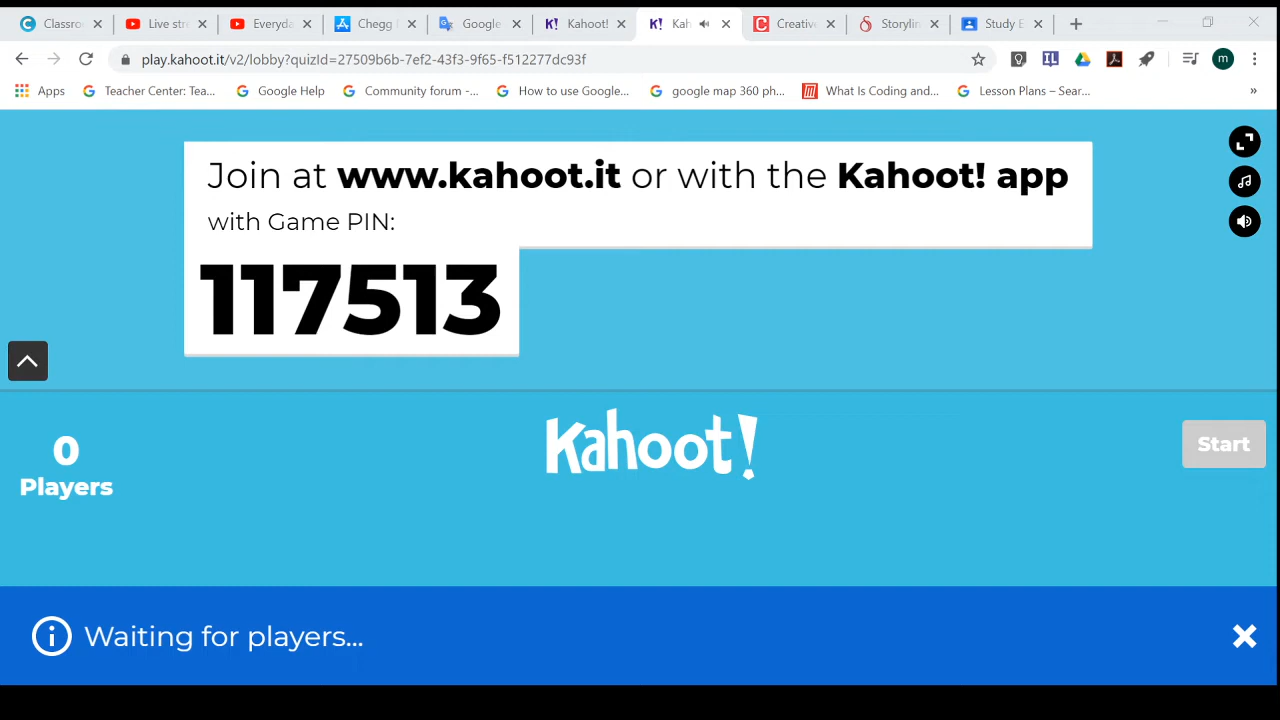 Classro
Live str
Everyda
Chegg
Google
Kahoot!
Kah
Creative
Storylin
Study E
play.kahoot.it/v2/lobby?quizId=27509b6b-7ef2-43f3-9f65-f512277dc93f
m
Apps
Teacher Center: Tea...
Google Help
Community forum -...
How to use Google...
google map 360 ph...
What Is Coding and...
Lesson Plans – Sear...
»
Join at www.kahoot.it or with the Kahoot! app
with Game PIN:
117513
0
Players
Kahoot!
Start
Waiting for players...